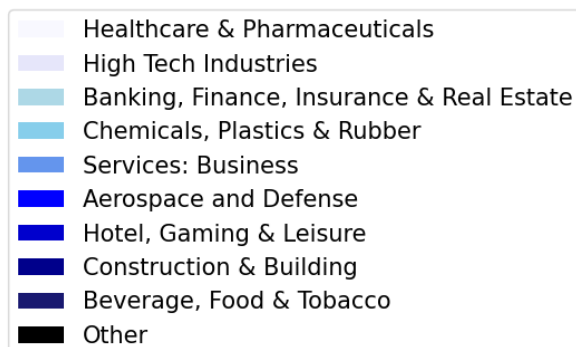 Healthcare & Pharmaceuticals
High Tech Industries
Banking, Finance, Insurance & Real Estate
Chemicals, Plastics & Rubber
Services: Business
Aerospace and Defense
Hotel, Gaming & Leisure
Construction & Building
Beverage, Food & Tobacco
Other